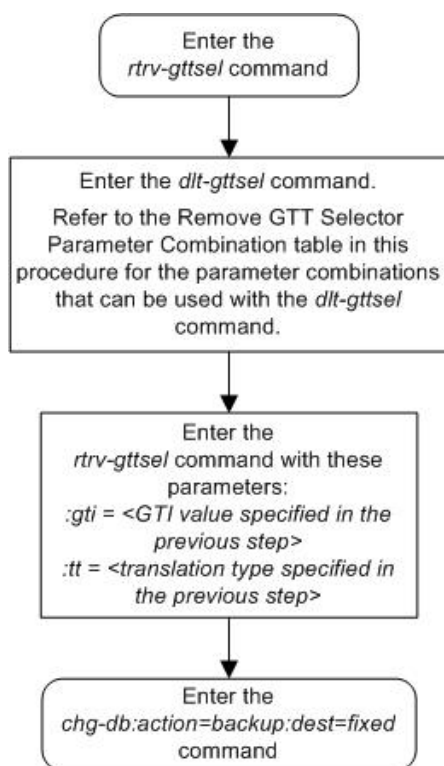 Enter the
rtrv-gttsel command
Enter the dlt-gttsel command.
Refer to the Remove GTT Selector
Parameter Combination table in this
procedure for the parameter combinations
that can be used with the dlt-gttsel
command.
Enter the
rtrv-gttsel command with these
parameters:
:gti = <GTI value specified in the
previous step>
:tt = <translation type specified in
the previous step>
Enter the
chg-db:action=backup:dest=fixed
command